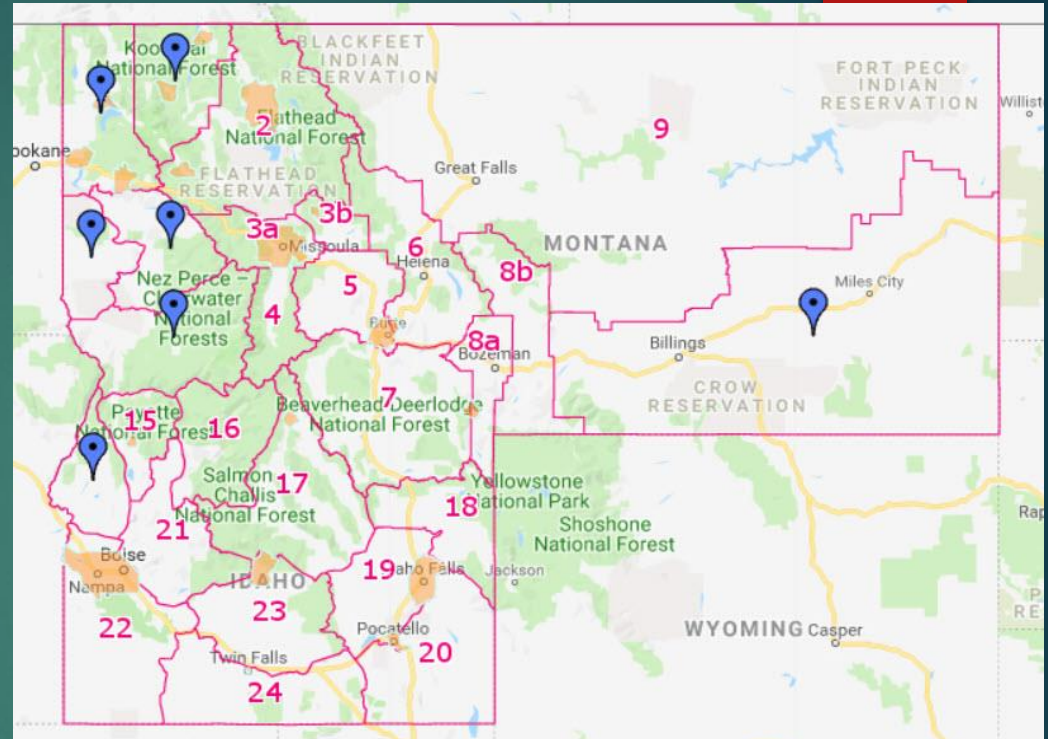 BLACKFEET
INDIAN
RESERVATION
National Forest
FORT PECK
INDIAN
RESERVATION
2
Flathead
National Forest
9
Great Falls
FLATHEAD
RESERVATION
3b
3a
Missoula
6
MONTANA
Helena
8b
Nez Perce –
Clearwater
National
Forests
5
4
Miles City
Butte
8a
Bozeman
Billings
7
CROW
RESERVATION
Beaverhead-Deerlodge
National Forest
Payette
National Forest
15
16
Salmon
Challis
National Forest
17
Yellowstone
National Park
18
Shoshone
National Forest
21
Boise
Nampa
IDAHO
19
Idaho Falls
Jackson
22
23
Pocatello
WYOMING
Casper
20
Twin Falls
24